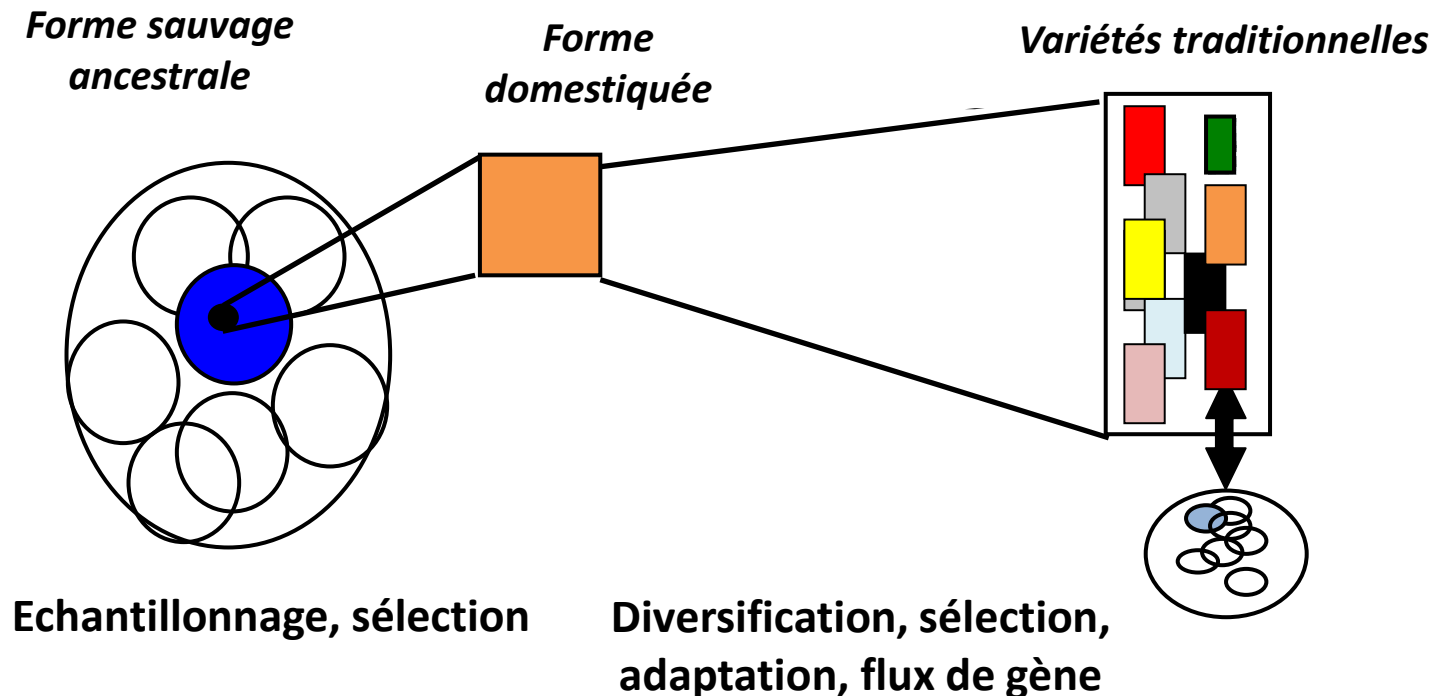 Forme sauvage
ancestrale
Forme
domestiquée
Variétés traditionnelles
Echantillonnage, sélection
Diversification, sélection,
adaptation, flux de gène